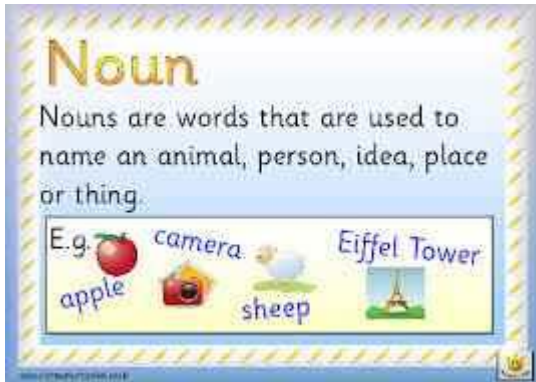 Noun
Nouns are words that are used to
name an animal, person, idea, place
or thing.
E.g.
camera
Eiffel Tower
apple
sheep